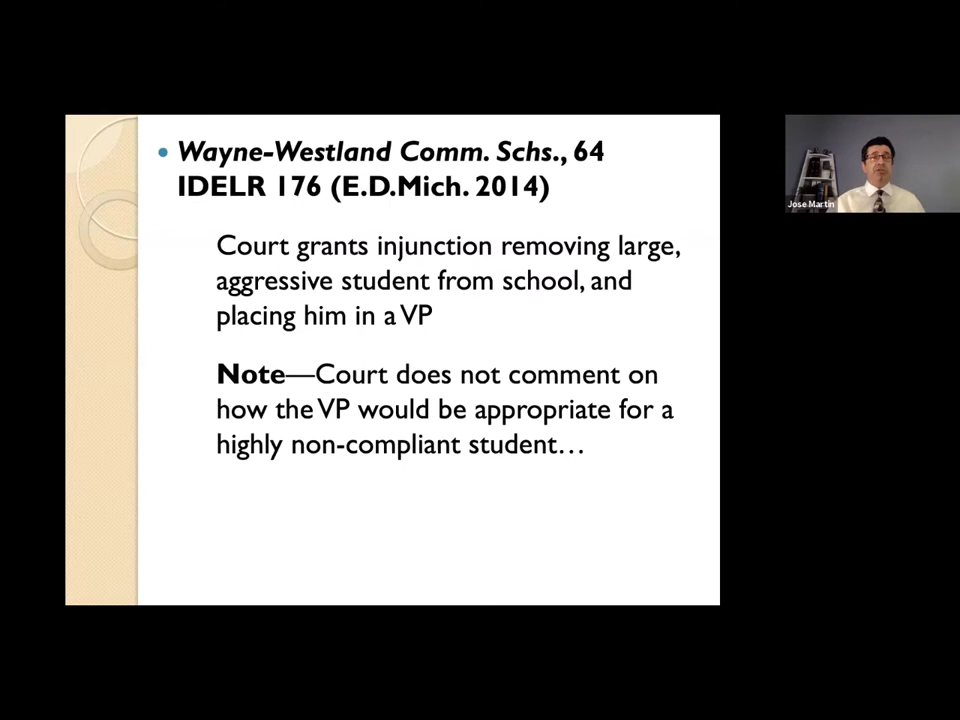 • Wayne-Westland Comm. Schs., 64
IDELR 176 (E.D.Mich. 2014)
Court grants injunction removing large,
aggressive student from school, and
placing him in a VP
Note—Court does not comment on
how the VP would be appropriate for a
highly non-compliant student…
Jose Martin